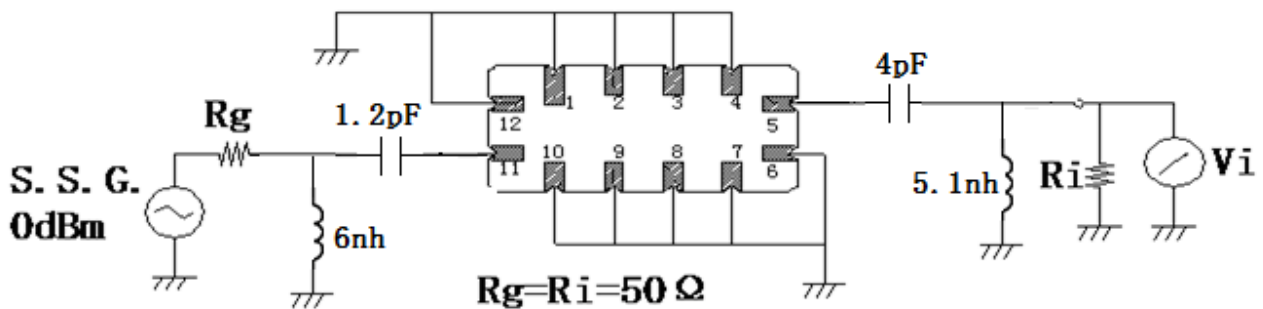 S.S.G.
0dBm
Rg
6nh
1.2pF
1
2
3
4
5
6
7
8
9
10
11
12
4pF
5.1nh
Ri
Vi
Rg=Ri=50Ω